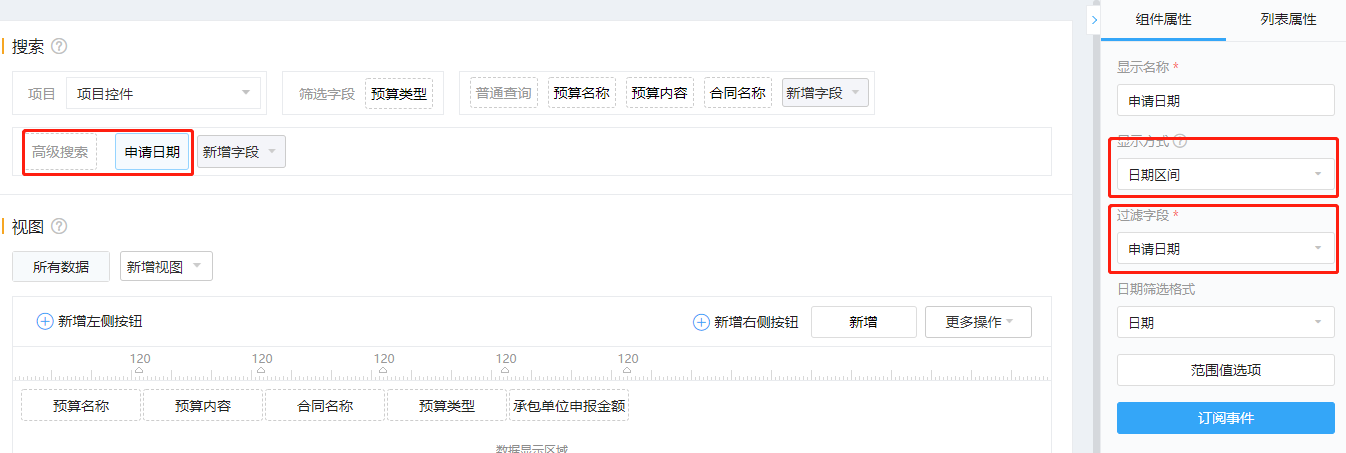 搜索 ?
项目 项目控件 筛选字段 预算类型 普通查询 预算名称 预算内容 合同名称 新增字段
高级搜索 申请日期 新增字段
视图 ?
所有数据 新增视图
新增左侧按钮 新增右侧按钮 新增 更多操作
120 120 120 120 120
预算名称 预算内容 合同名称 预算类型 承包单位申报金额
数据显示区域
组件属性 列表属性
显示名称 *
申请日期
显示方式 ?
日期区间
过滤字段 *
申请日期
日期筛选格式
日期
范围值选项
订阅事件